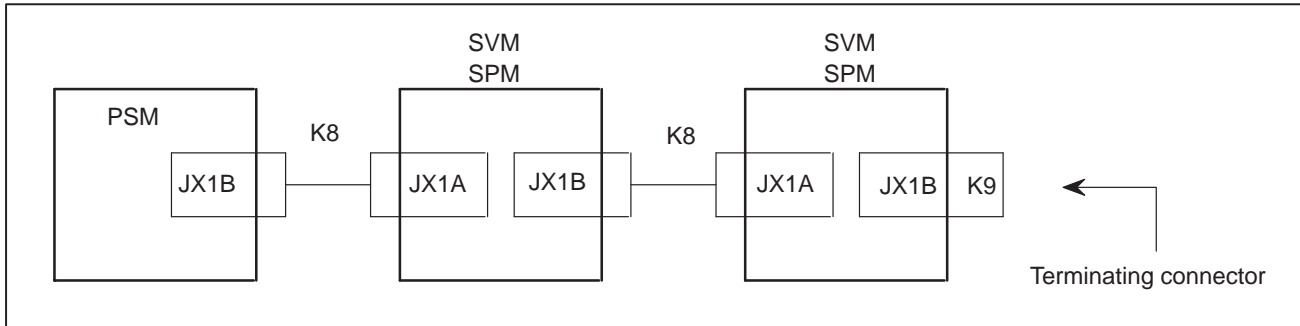 SVM
SPM
SVM
SPM
PSM
K8
K8
JX1B
JX1A
JX1B
JX1A
JX1B
K9
Terminating connector